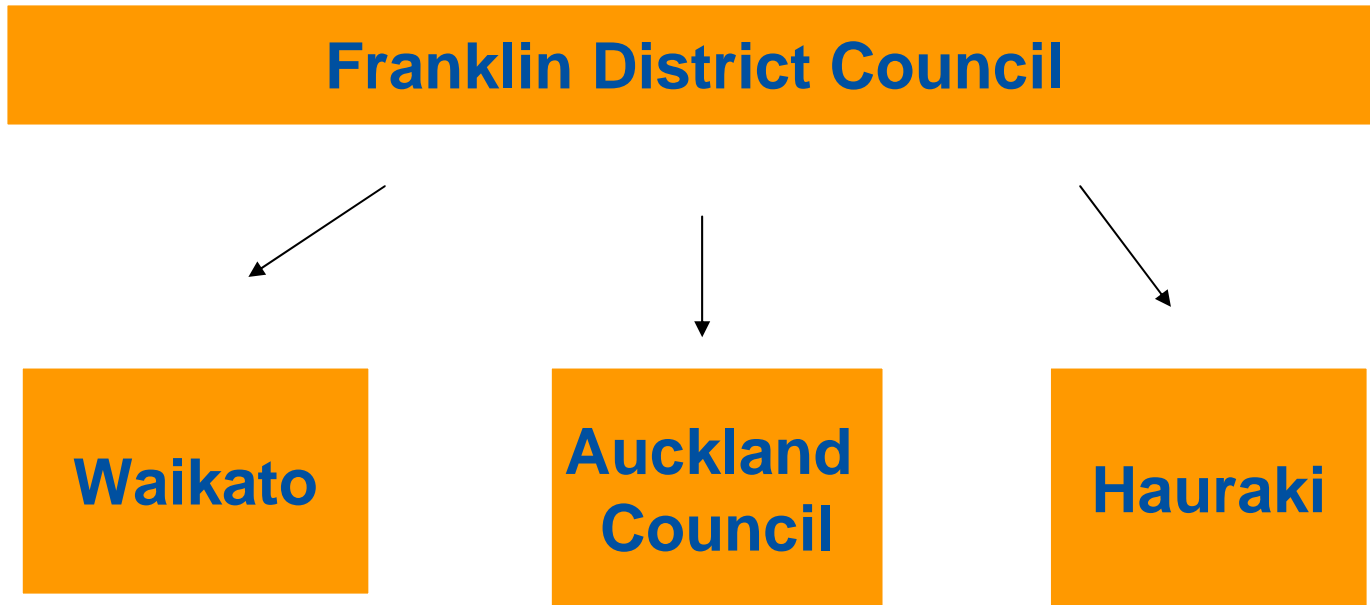 Franklin District Council
Waikato
Auckland
Council
Hauraki